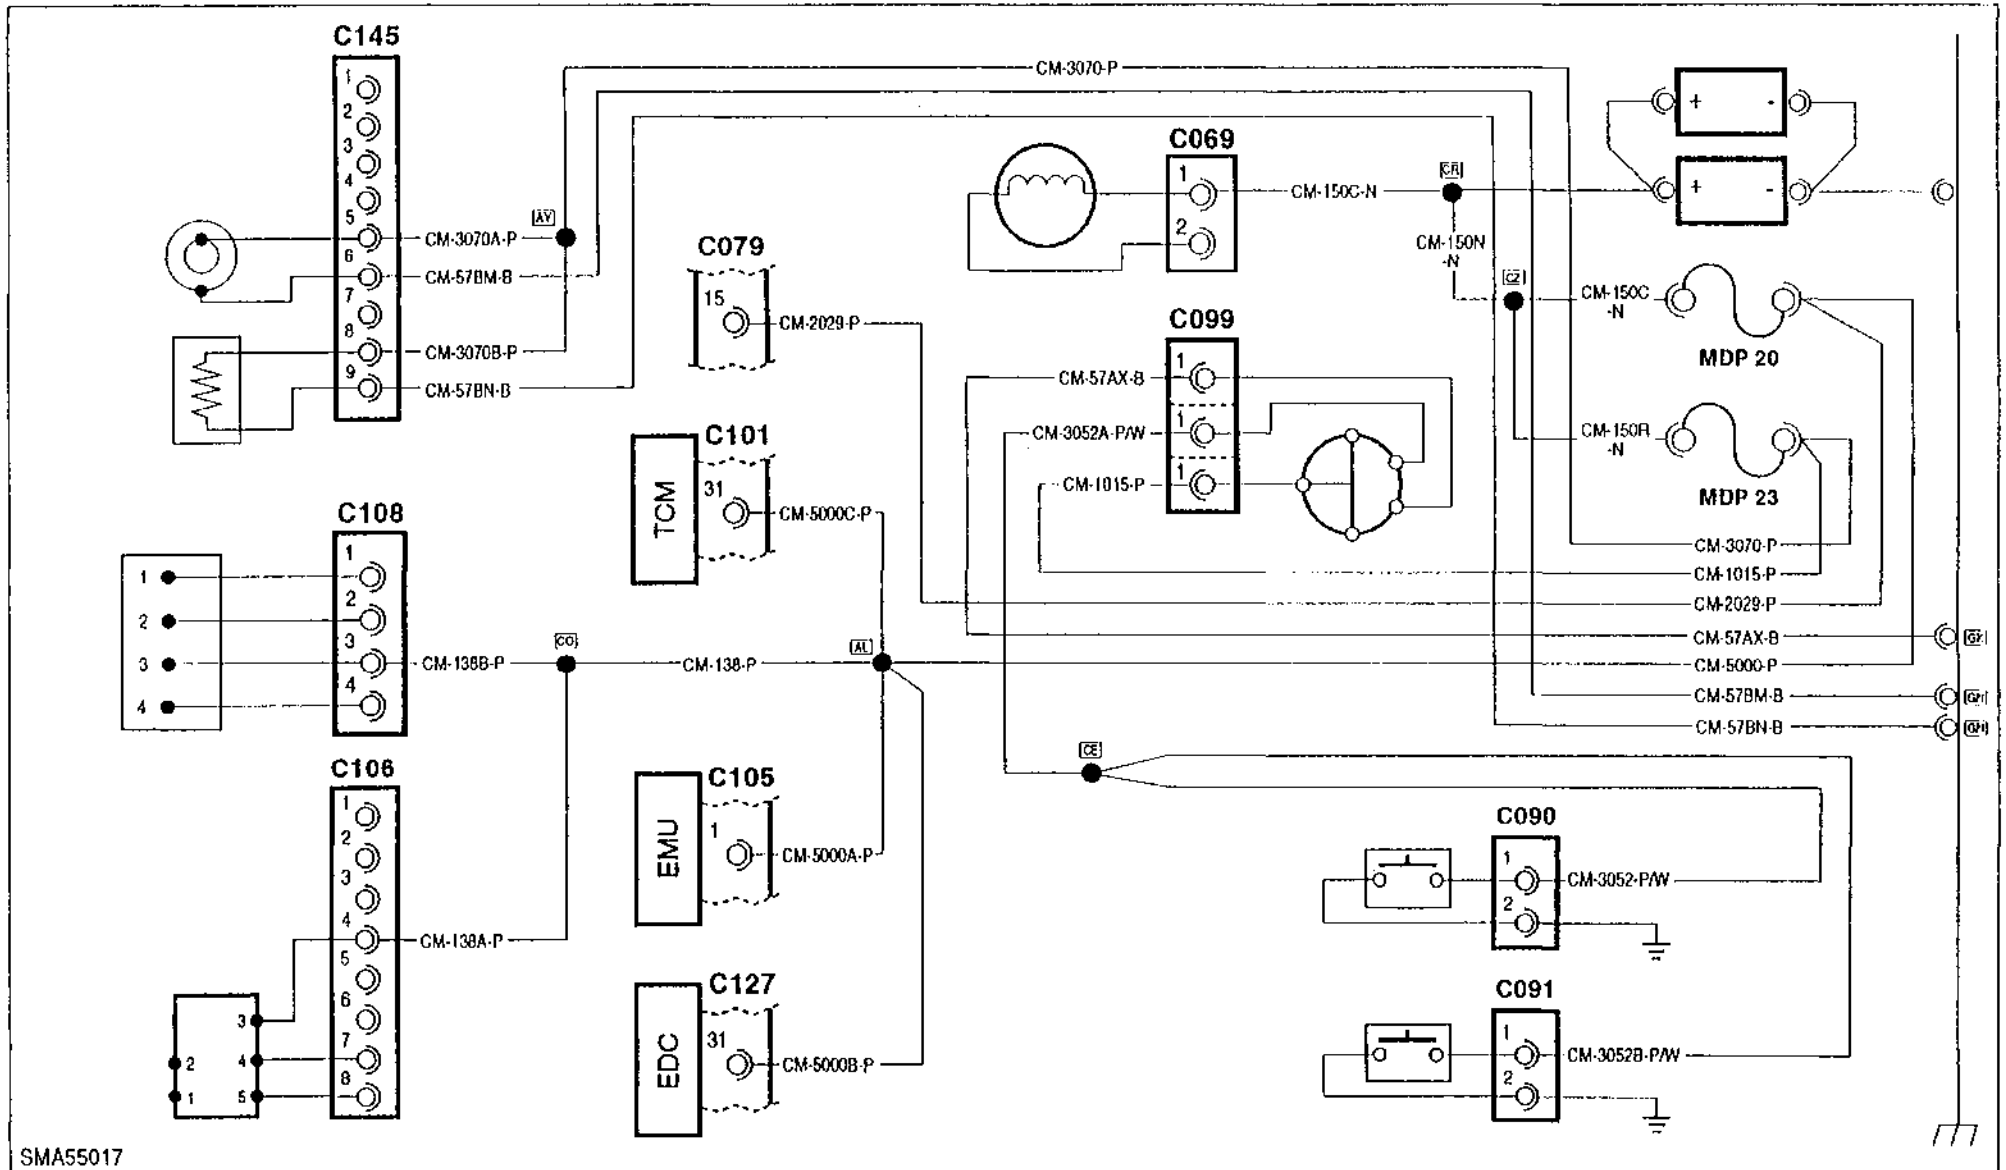 C145
1
2
3
4
5
6
7
8
9
CM-3070A-P
AV
CM-57BM-B
CM-3070B-P
CM-57BN-B
CM-3070-P
C069
1
2
CM-150C-N
CR
CM-150N
-N
CZ
+ -
+ -
CM-150C
-N
MDP 20
CM-150R
-N
MDP 23
C079
15
CM-2029-P
C099
1
1
1
CM-57AX-B
CM-3052A-P/W
CM-1015-P
TCM
C101
31
CM-5000C-P
C108
1
2
3
4
1
2
3
4
CM-138B-P
CO
CM-138-P
AL
CM-3070-P
CM-1015-P
CM-2029-P
CM-57AX-B
CM-5000-P
CM-57BM-B
CM-57BN-B
CE
C106
1
2
3
4
5
6
7
8
CM-138A-P
3
2
4
1
5
EMU
C105
1
CM-5000A-P
EDC
C127
31
CM-5000B-P
C090
1
2
CM-3052-P/W
C091
1
2
CM-3052B-P/W
SMA55017